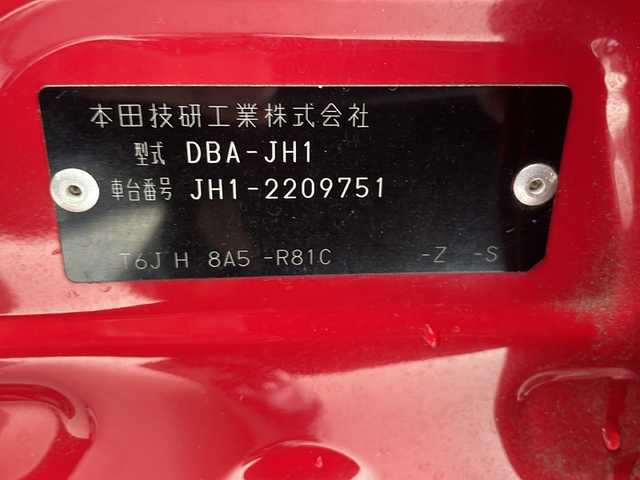 本田技研工業株式会社
型式 DBA-JH1
車台番号 JH1-2209751
T6J H 8A5 -R81C -Z -S